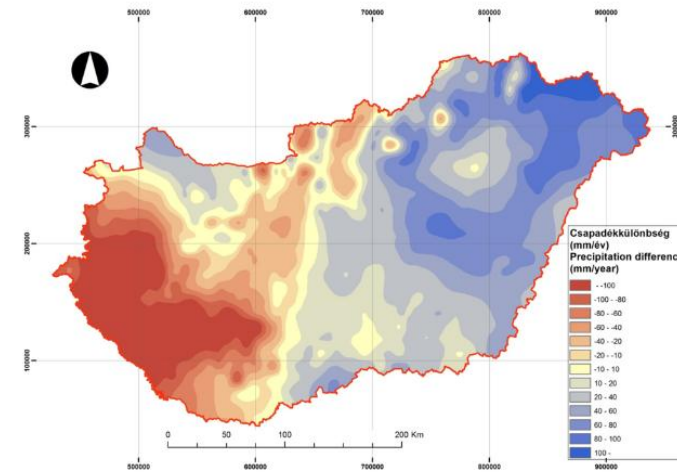 500000 600000 700000 800000 900000
300000 300000
200000
100000
Csapadékkülönbség
(mm/év)
Precipitation differenc
(mm/year)
- -100
-100 - -80
-80 - -60
-60 - -40
-40 - -20
-20 - -10
-10 - 10
10 - 20
20 - 40
40 - 60
60 - 80
80 - 100
100 -
0 50 100 200 Km
500000 600000 700000 800000 900000